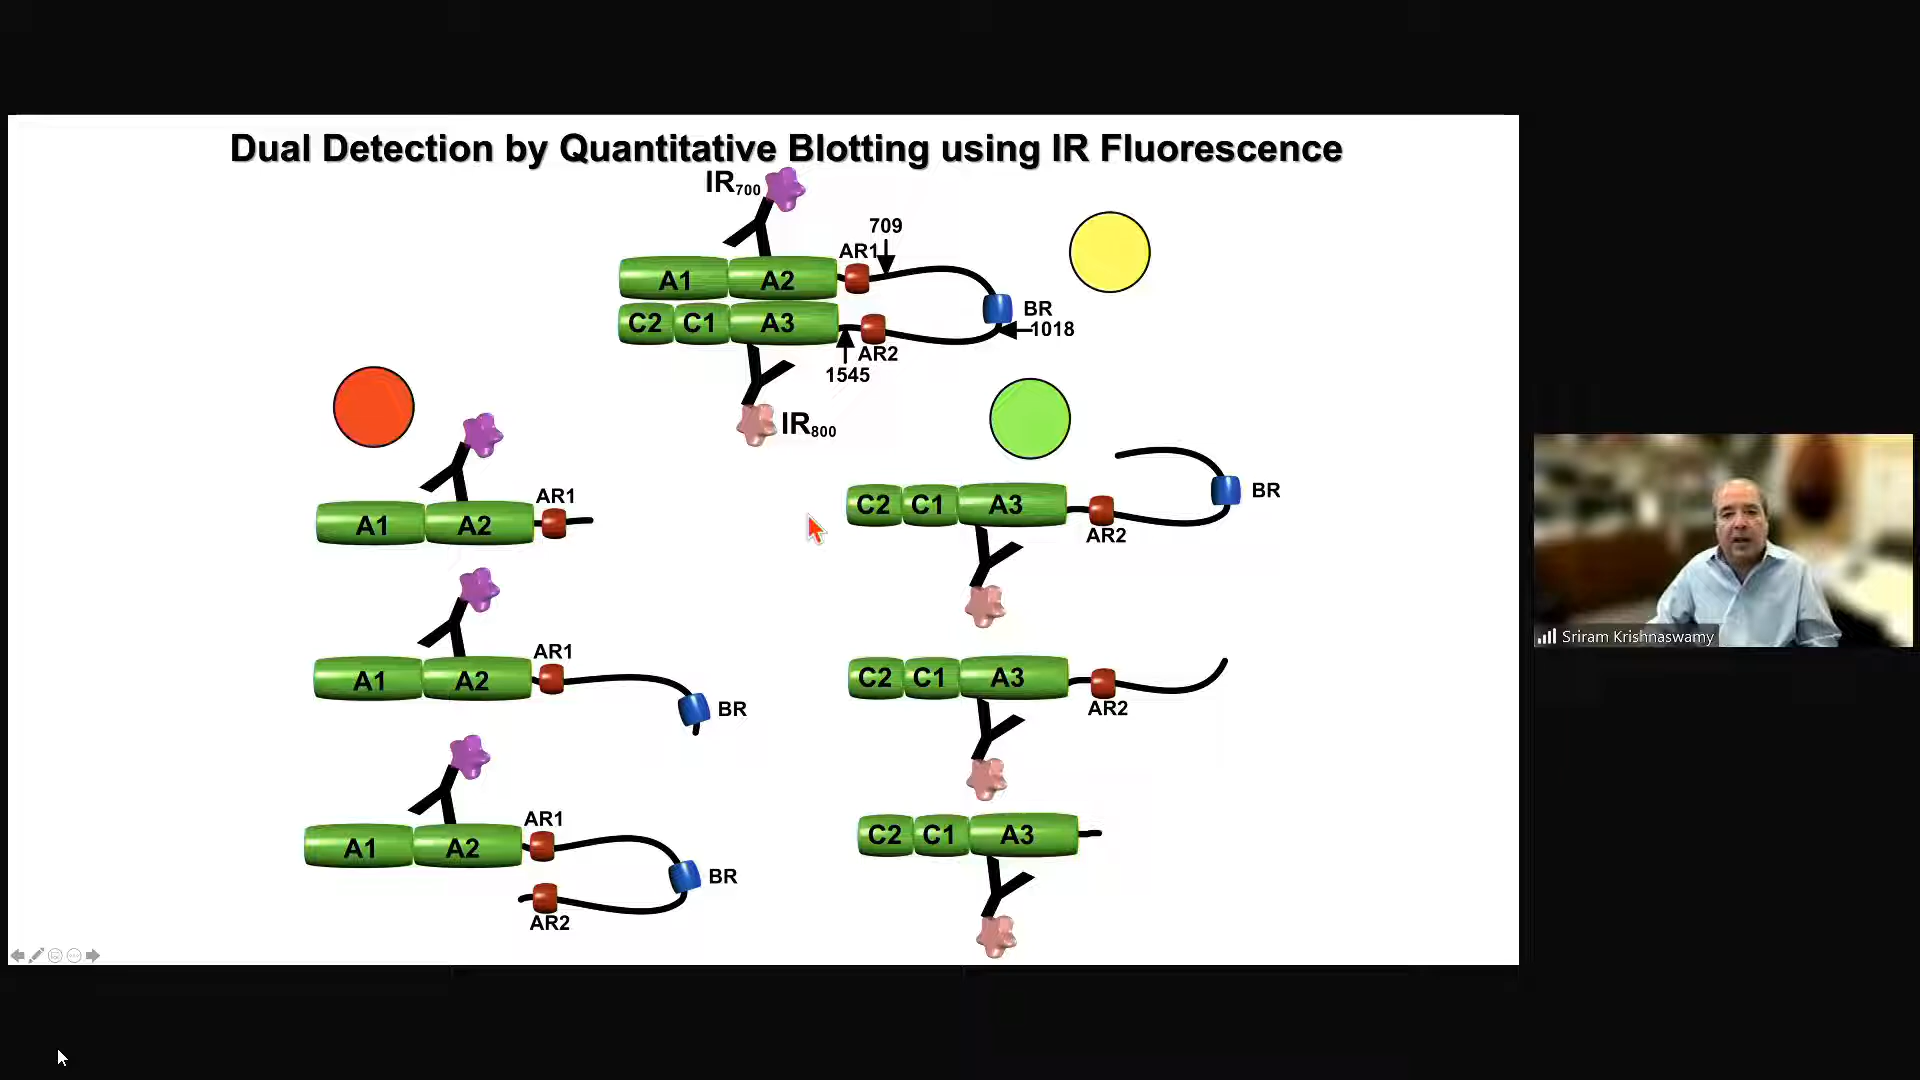 Dual Detection by Quantitative Blotting using IR Fluorescence
IR700
709
AR1
A1 A2
C2 C1 A3
BR
1018
AR2
1545
IR800
AR1
A1 A2
C2 C1 A3
BR
AR2
AR1
A1 A2
BR
C2 C1 A3
AR2
AR1
A1 A2
BR
AR2
C2 C1 A3
Sriram Krishnaswamy